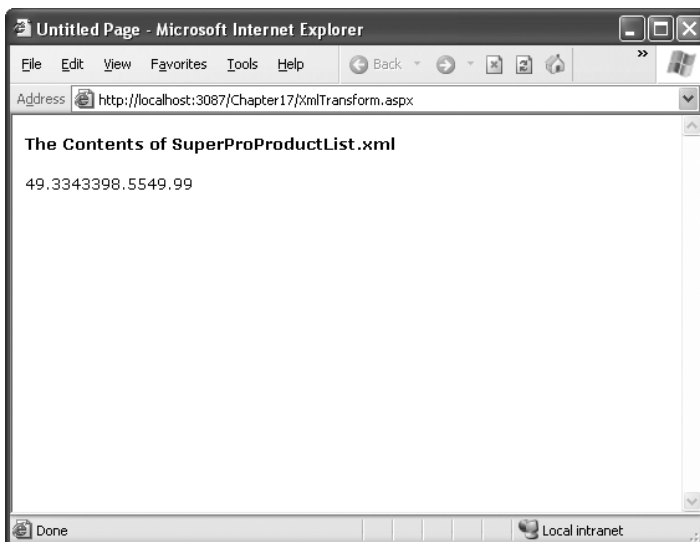 Untitled Page - Microsoft Internet Explorer
File Edit View Favorites Tools Help Back »
Address http://localhost:3087/Chapter17/XmlTransform.aspx
The Contents of SuperProProductList.xml
49.3343398.5549.99
Done Local intranet